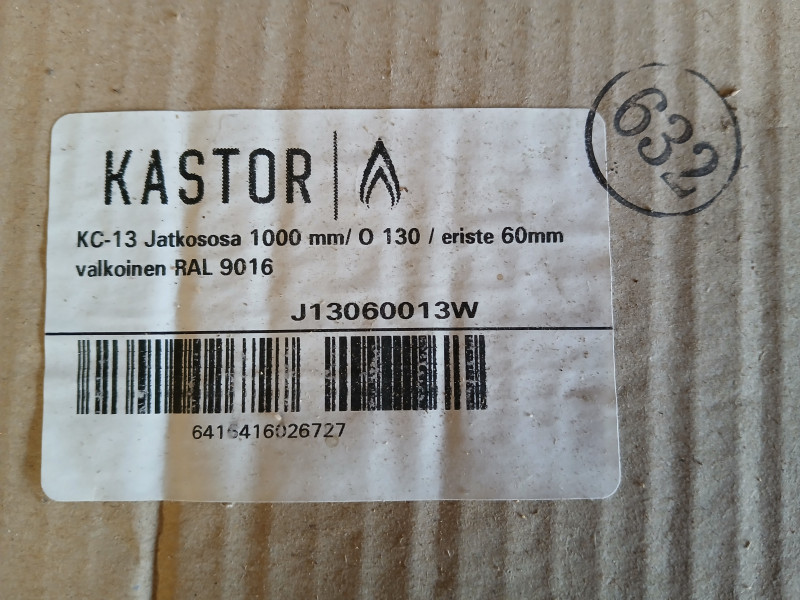 KASTOR
KC-13 Jatkososa 1000 mm/ O 130 / eriste 60mm
valkoinen RAL 9016
J13060013W
6416416026727
632